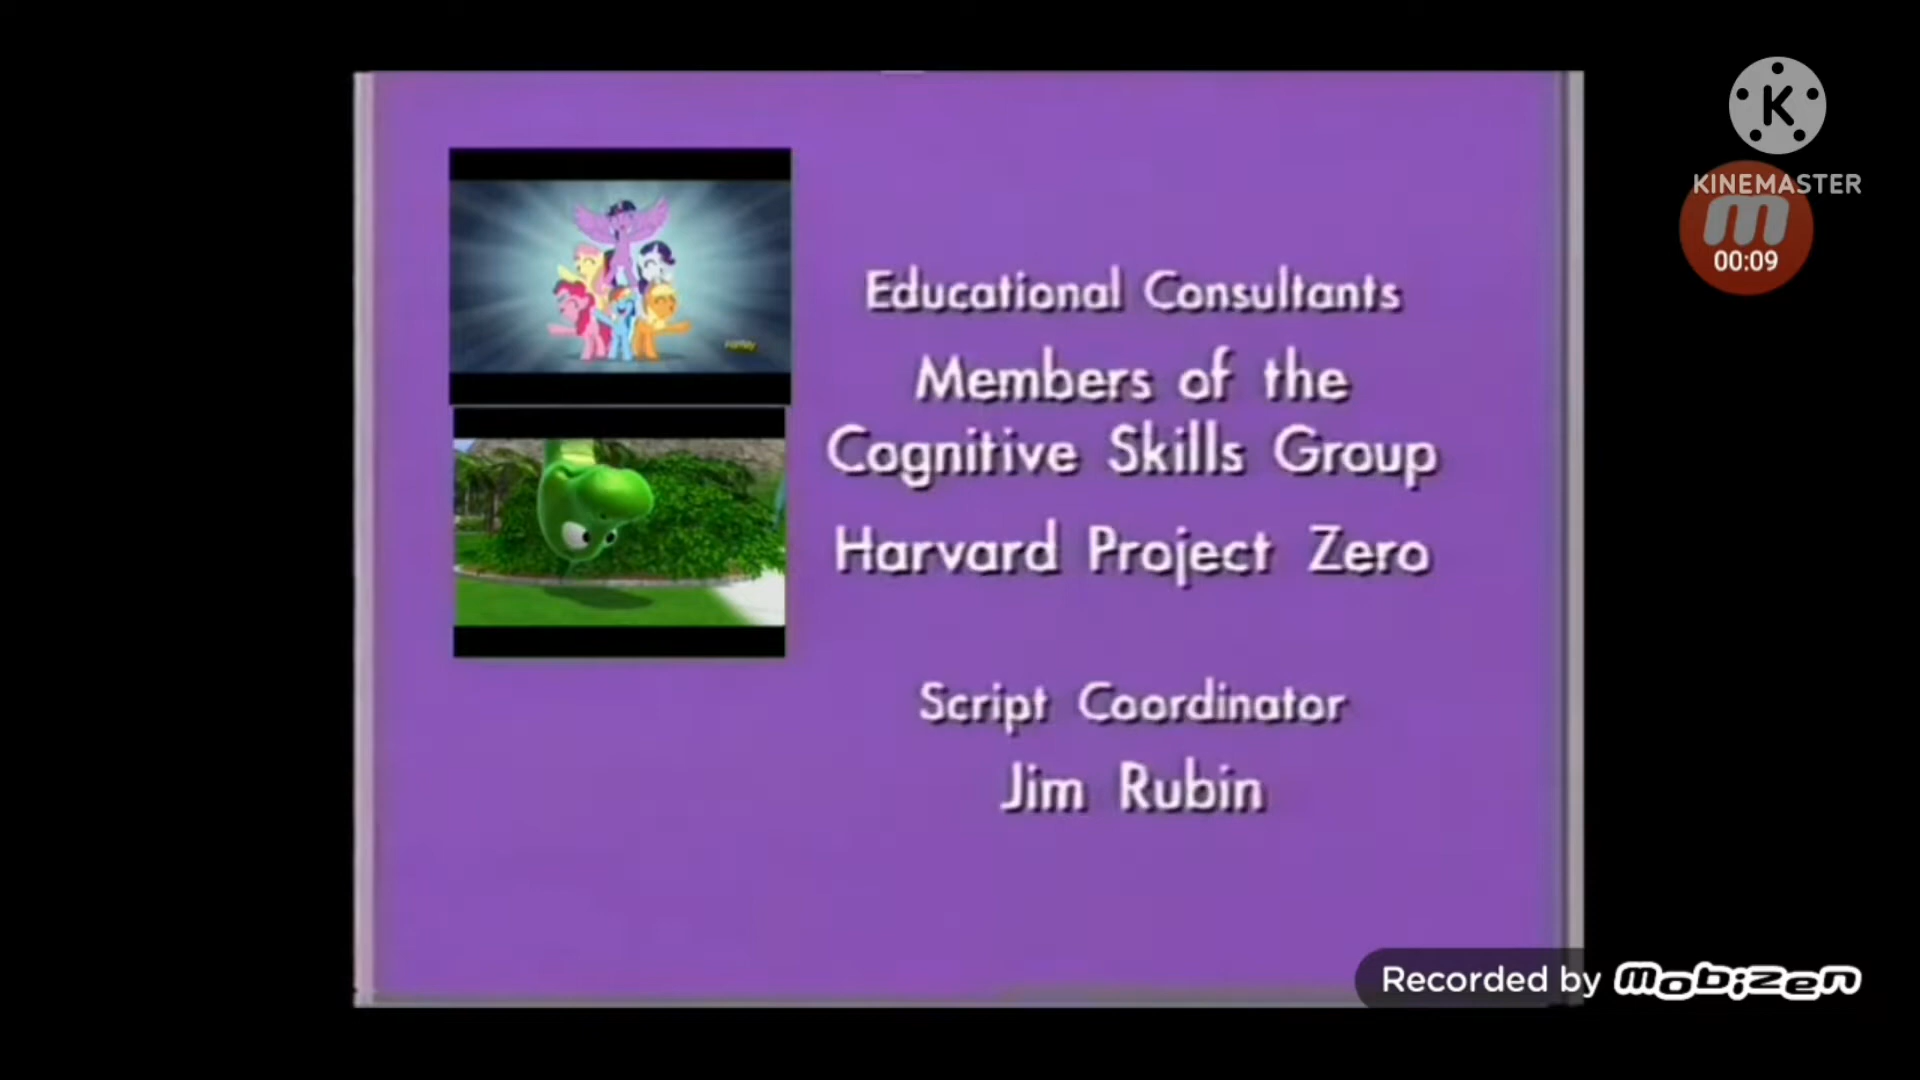 KINEMASTER
00:09
Educational Consultants
Members of the
Cognitive Skills Group
Harvard Project Zero
Script Coordinator
Jim Rubin
Recorded by mobizen